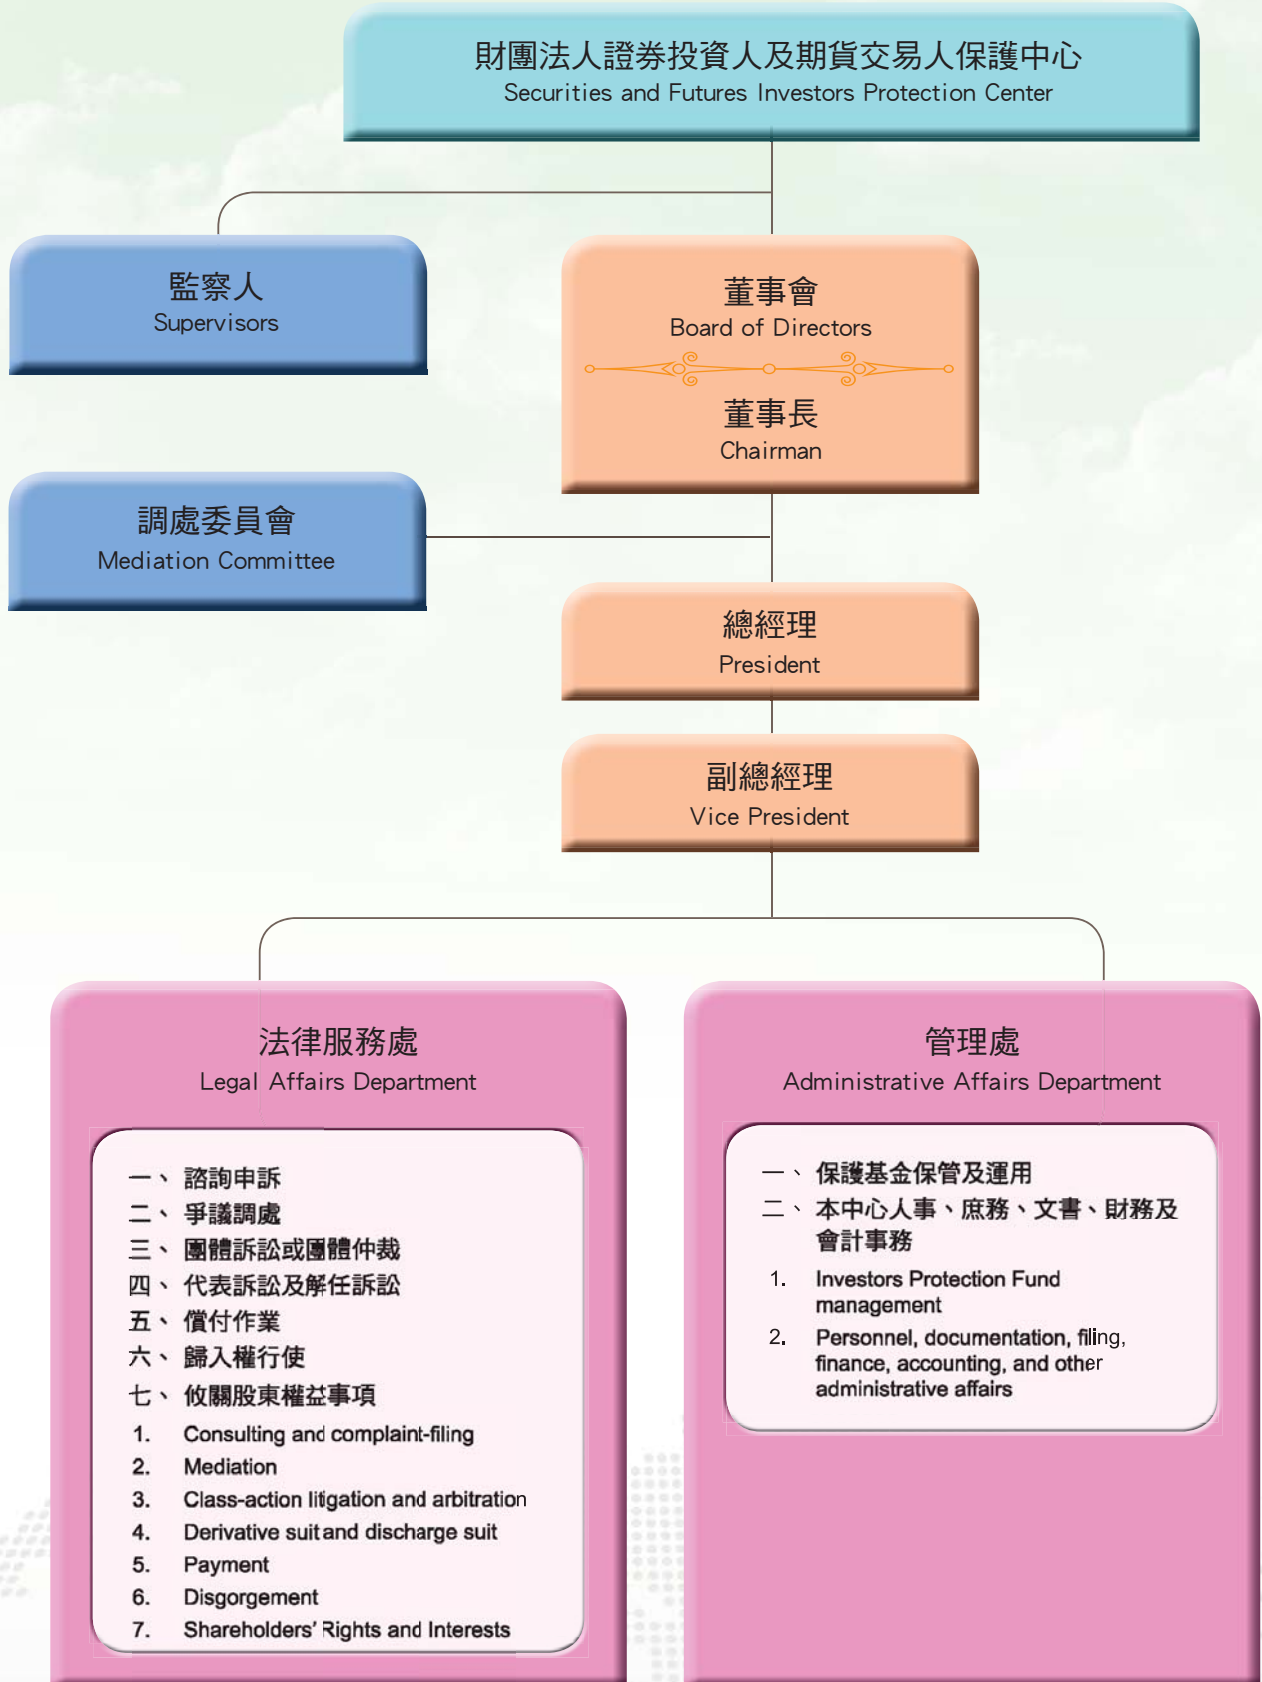 財團法人證券投資人及期貨交易人保護中心
Securities and Futures Investors Protection Center
監察人
Supervisors
董事會
Board of Directors
董事長
Chairman
調處委員會
Mediation Committee
總經理
President
副總經理
Vice President
法律服務處
Legal Affairs Department
一、 諮詢申訴
二、 爭議調處
三、 團體訴訟或團體仲裁
四、 代表訴訟及解任訴訟
五、 償付作業
六、 歸入權行使
七、 攸關股東權益事項
1. Consulting and complaint-filing
2. Mediation
3. Class-action litigation and arbitration
4. Derivative suit and discharge suit
5. Payment
6. Disgorgement
7. Shareholders’ Rights and Interests
管理處
Administrative Affairs Department
一、 保護基金保管及運用
二、 本中心人事、庶務、文書、財務及
會計事務
1. Investors Protection Fund
management
2. Personnel, documentation, filing,
finance, accounting, and other
administrative affairs